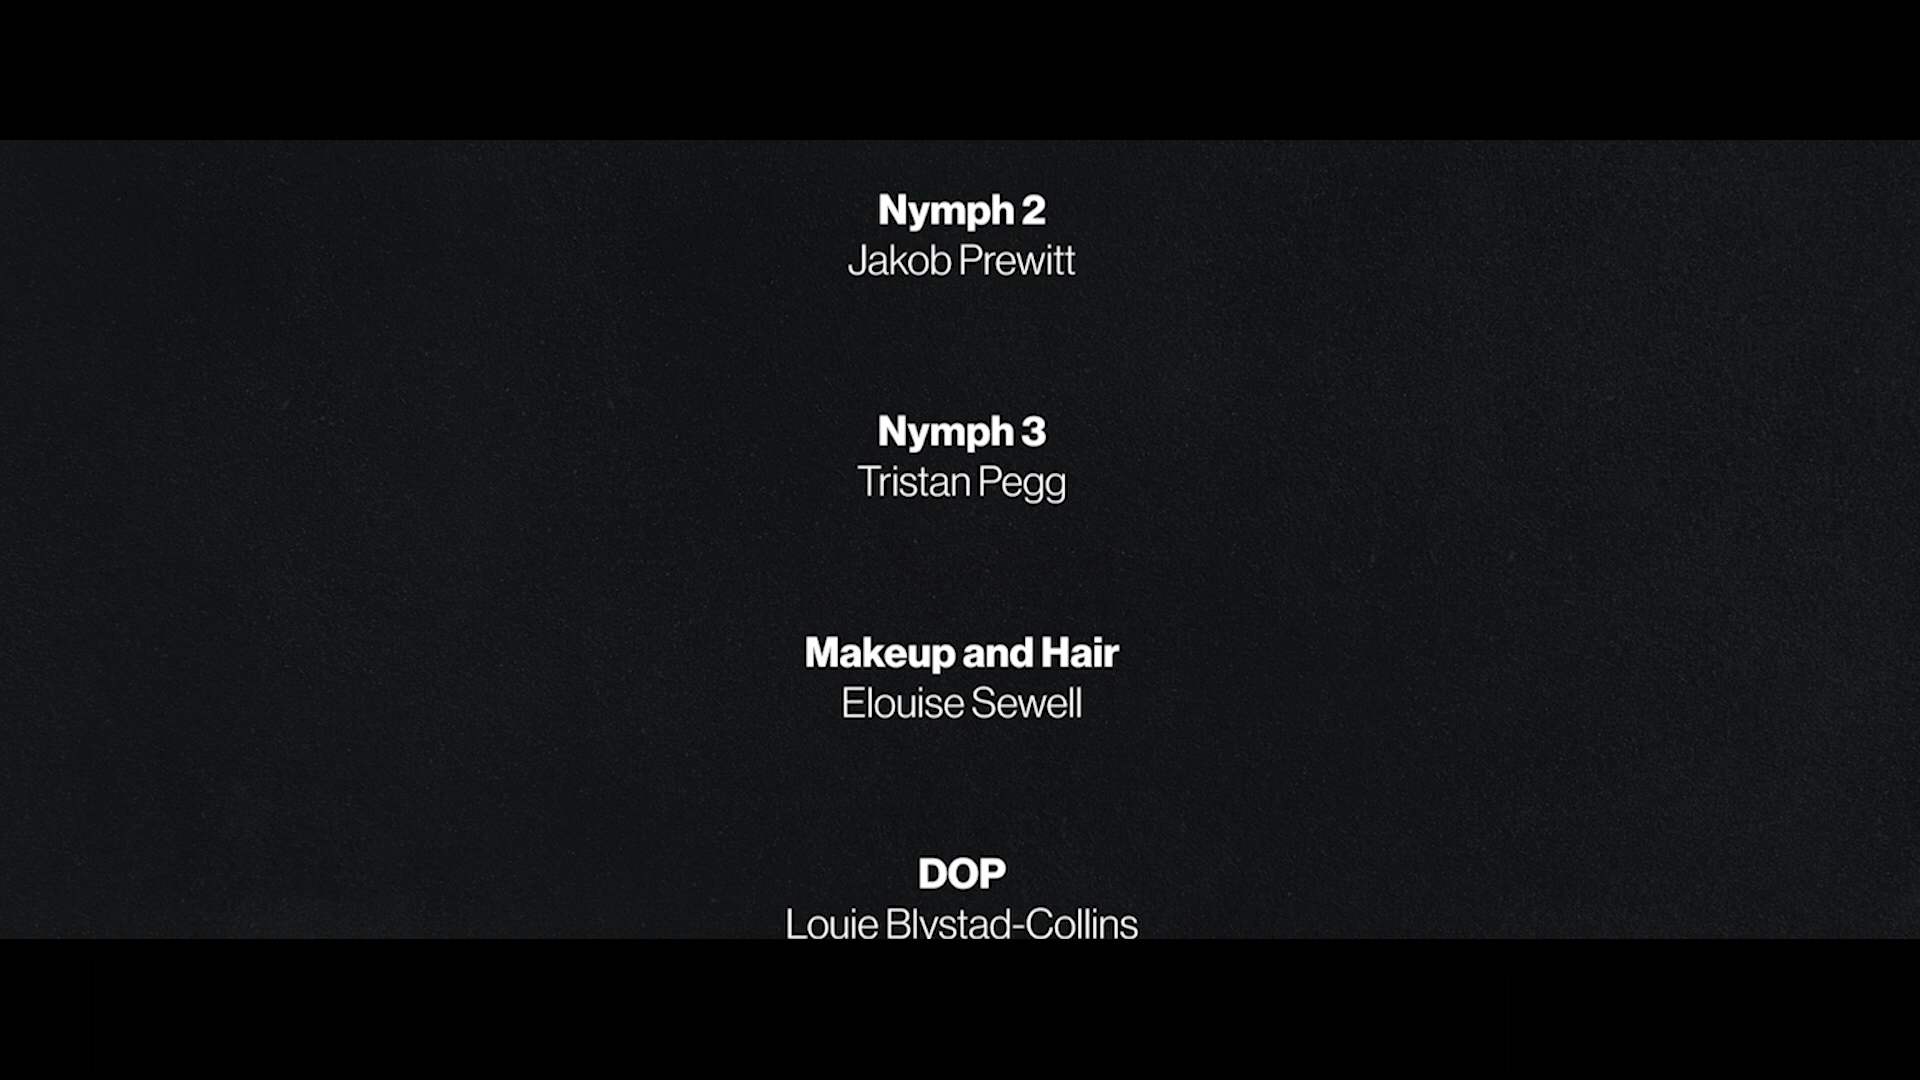 Nymph 2
Jakob Prewitt
Nymph 3
Tristan Pegg
Makeup and Hair
Elouise Sewell
DOP
Louie Blystad-Collins